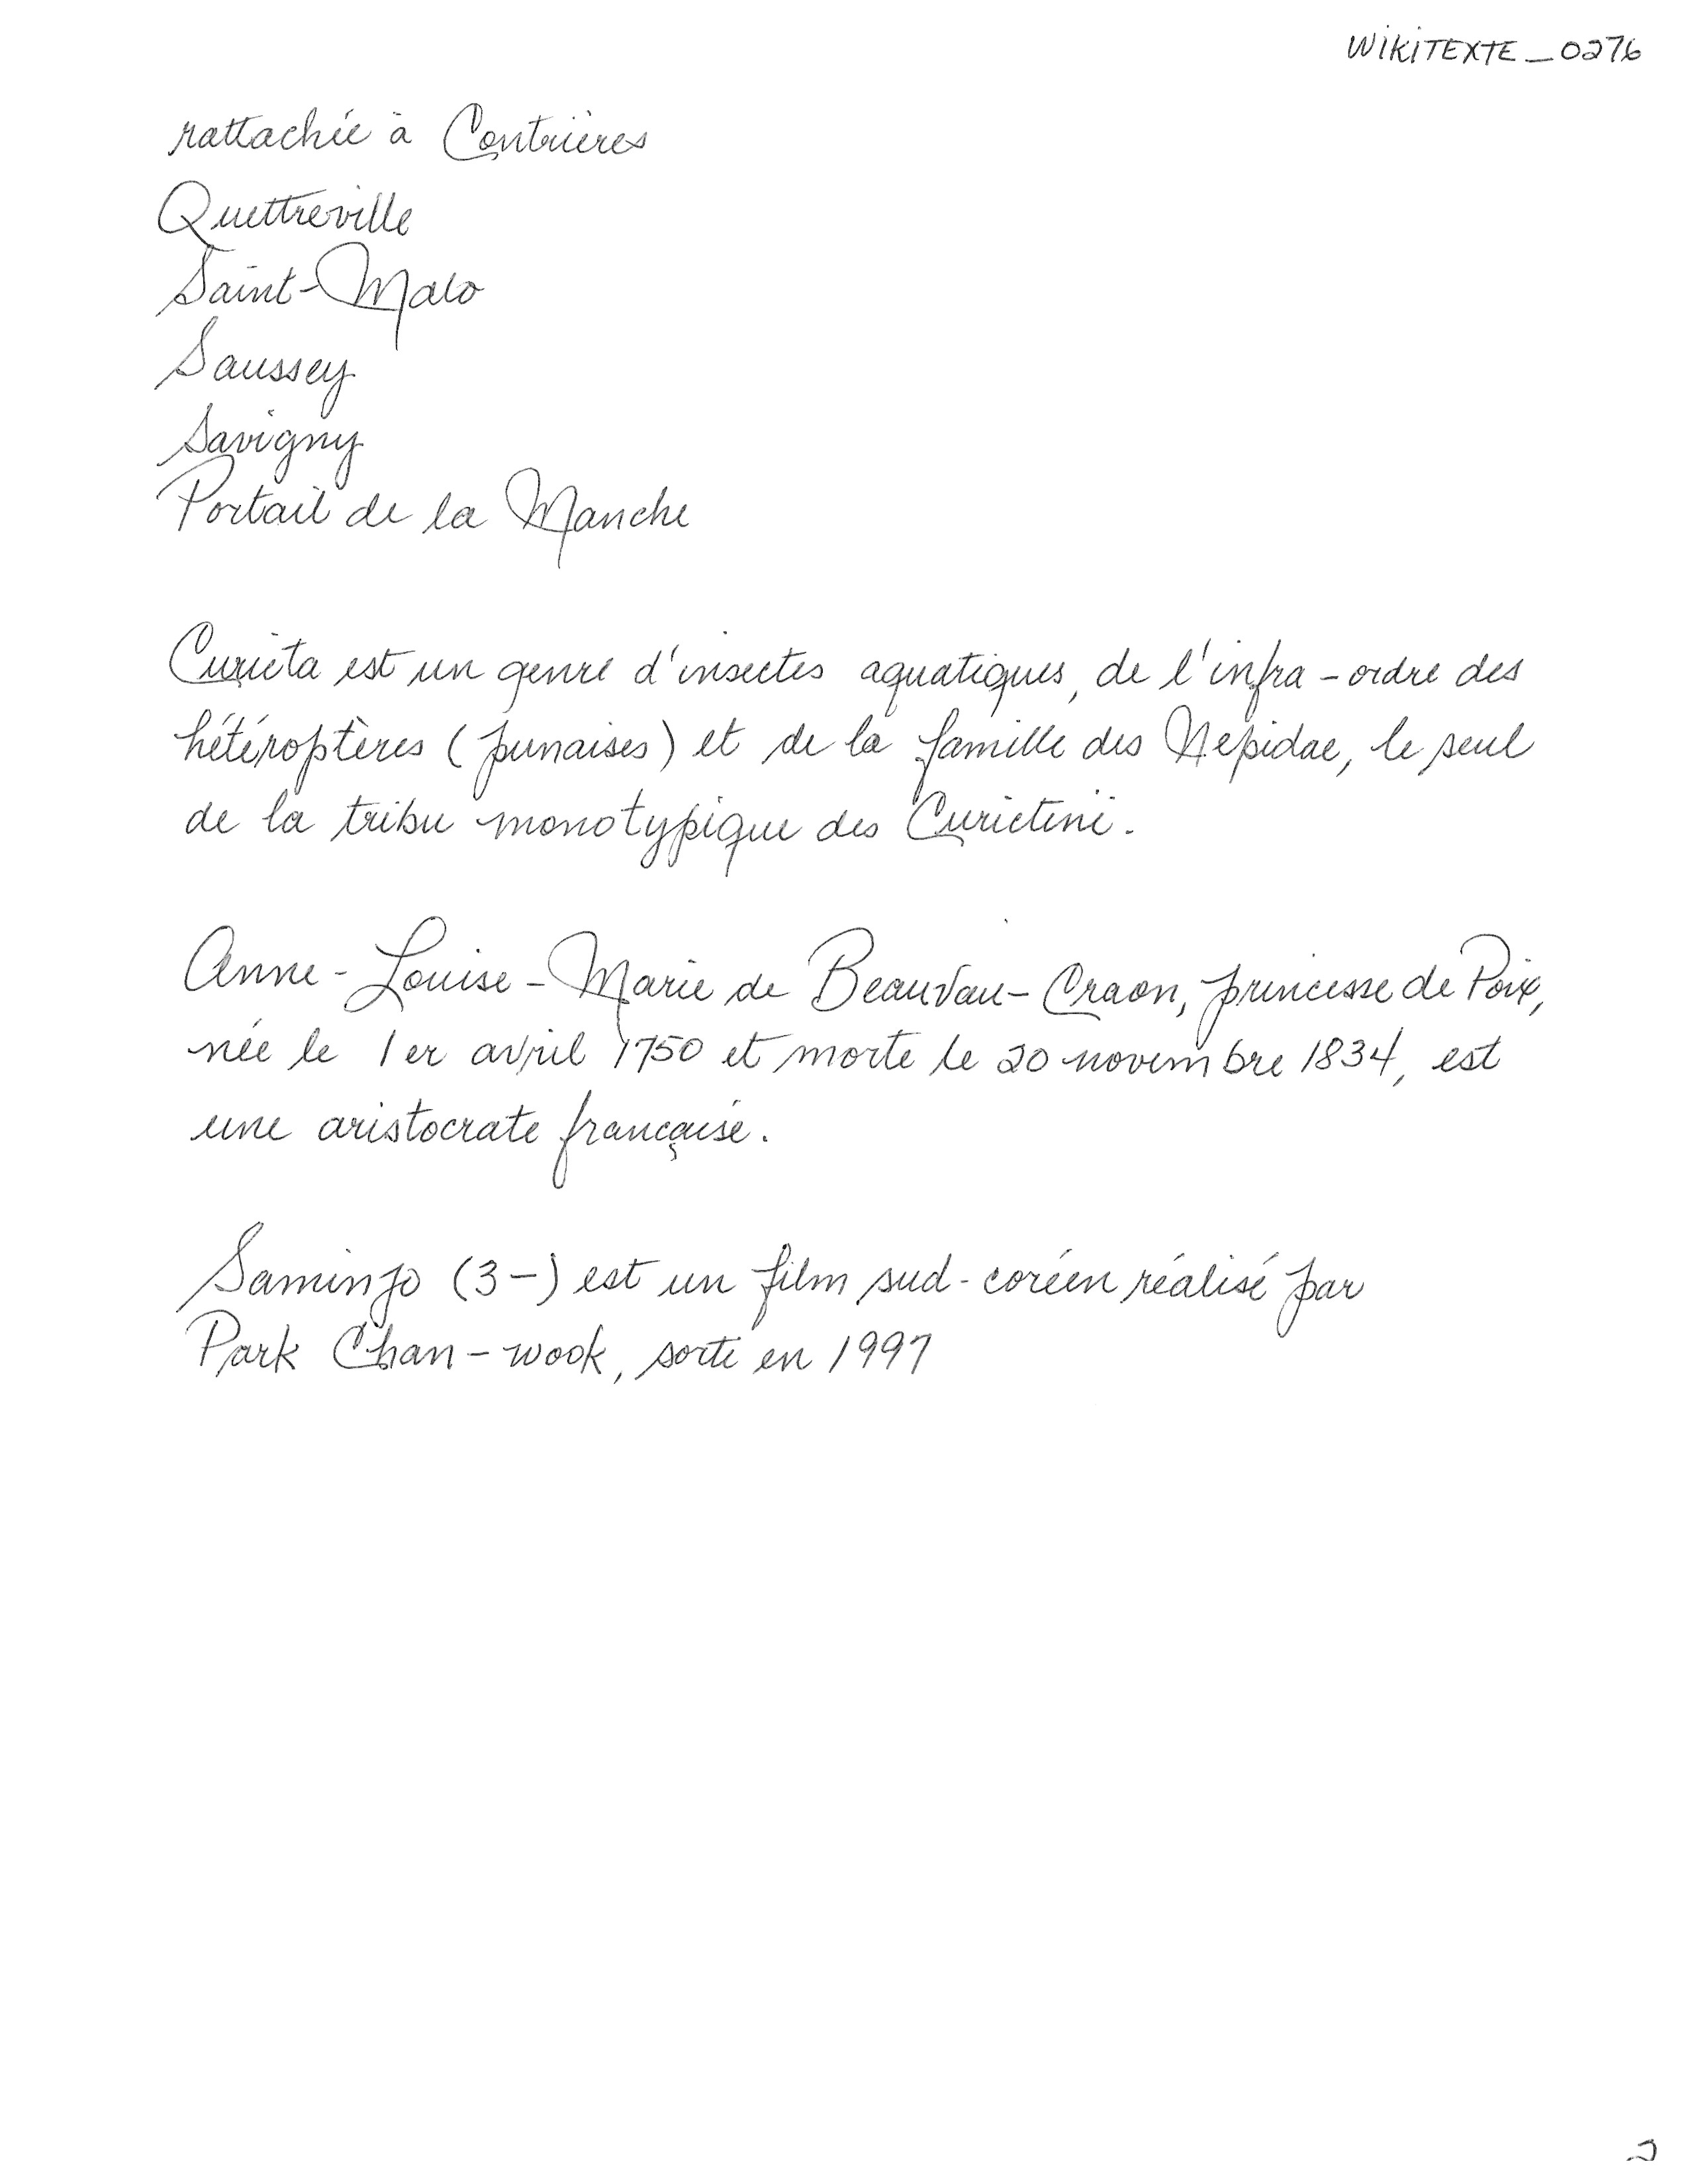 WIKITEXTE_0276
rattachée à Contrières
Quettreville
Saint-Malo
Saussey
Savigny
Portail de la Manche
Curicta est un genre d'insectes aquatiques, de l'infra-ordre des
hétéroptères (punaises) et de la famille des Nepidae, le seul
de la tribu monotypique des Curictini.
Anne-Louise-Marie de Beauvau-Craon, princesse de Poix,
née le 1er avril 1750 et morte le 20 novembre 1834, est
une aristocrate française.
Saminjo (3-) est un film sud-coréen réalisé par
Park Chan-wook, sorti en 1997